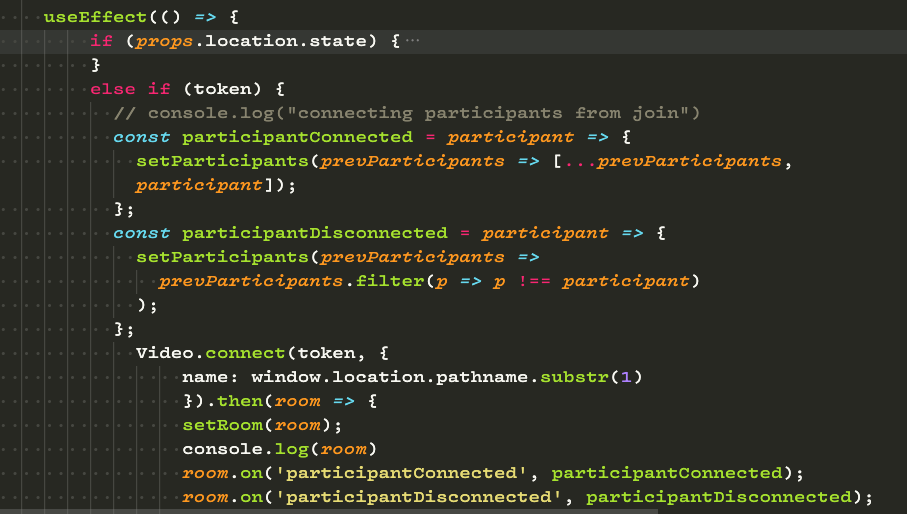 useEffect(() => {
if (props.location.state) {···
}
else if (token) {
// console.log("connecting participants from join")
const participantConnected = participant => {
setParticipants(prevParticipants => [...prevParticipants,
participant]);
};
const participantDisconnected = participant => {
setParticipants(prevParticipants =>
prevParticipants.filter(p => p !== participant)
);
};
Video.connect(token, {
name: window.location.pathname.substr(1)
}).then(room => {
setRoom(room);
console.log(room)
room.on('participantConnected', participantConnected);
room.on('participantDisconnected', participantDisconnected);